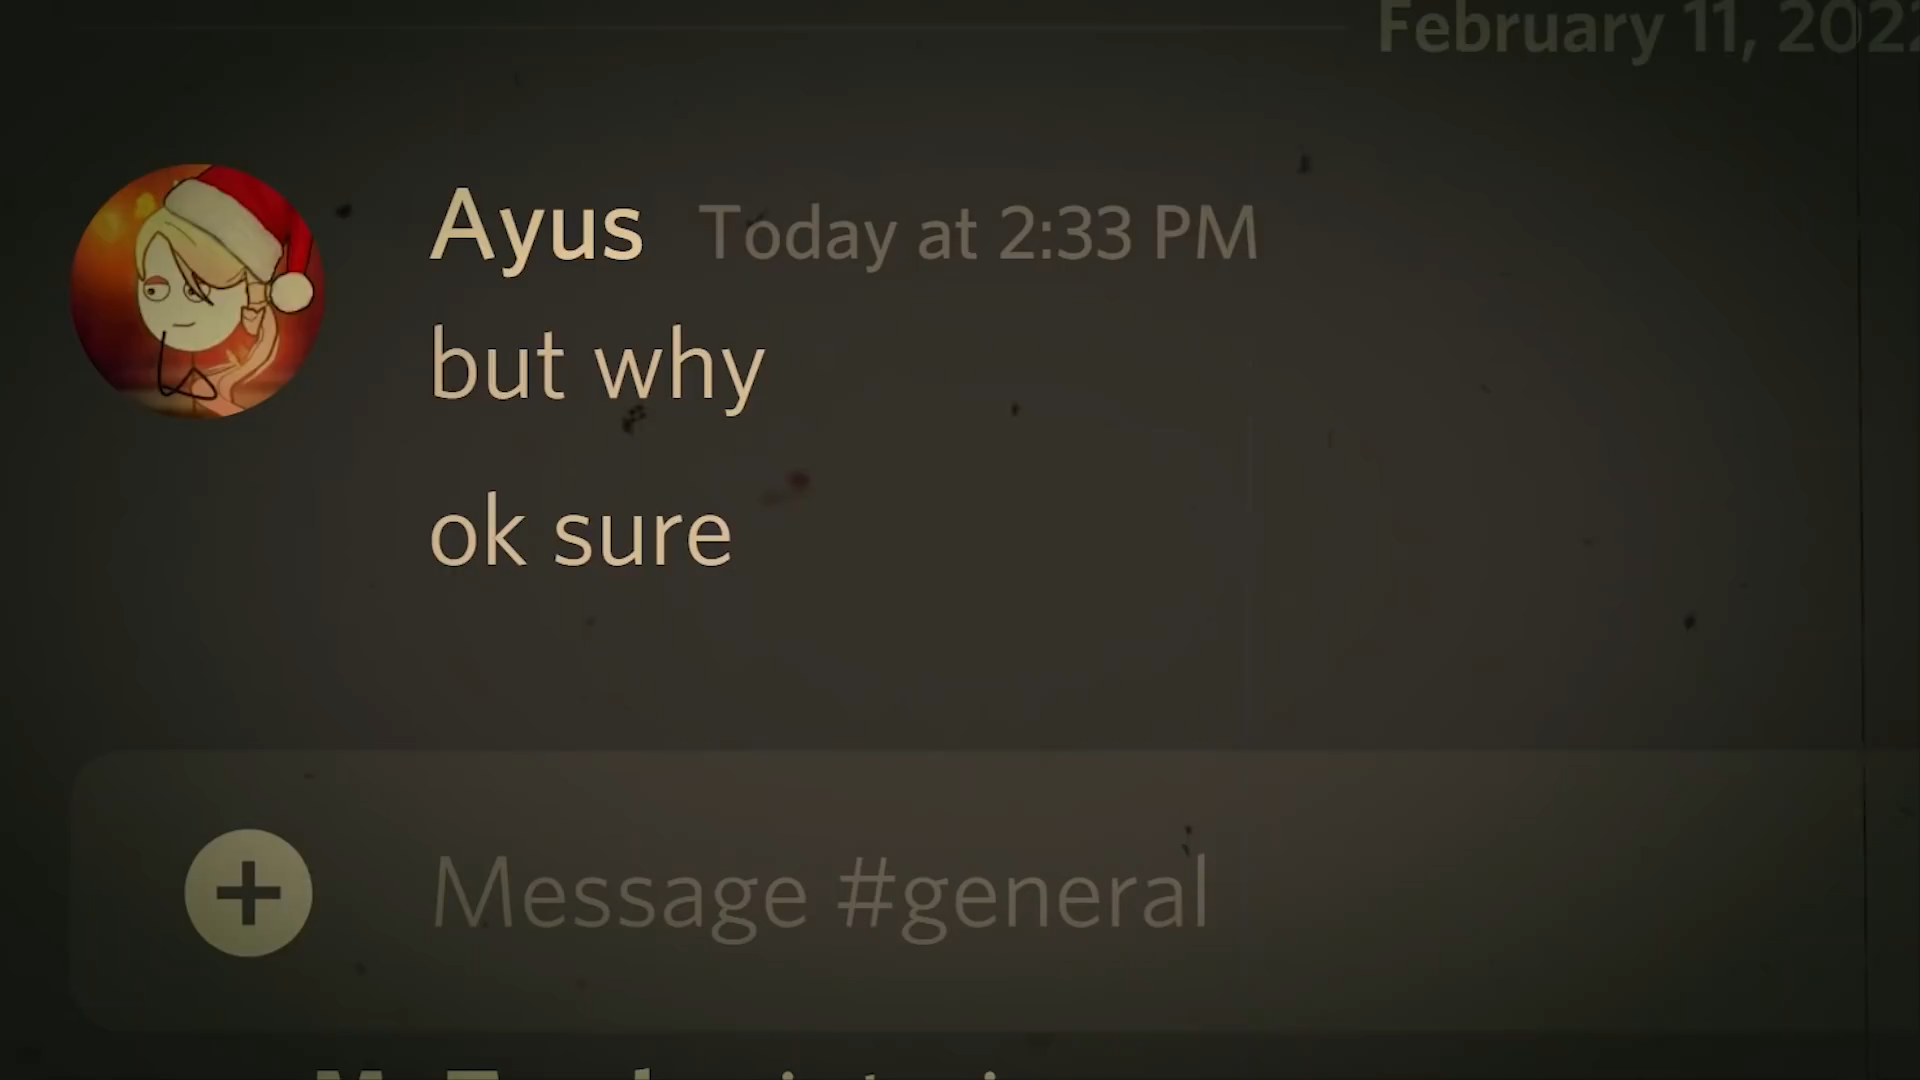 February 11, 2022
Ayus Today at 2:33 PM
but why
ok sure
Message #general